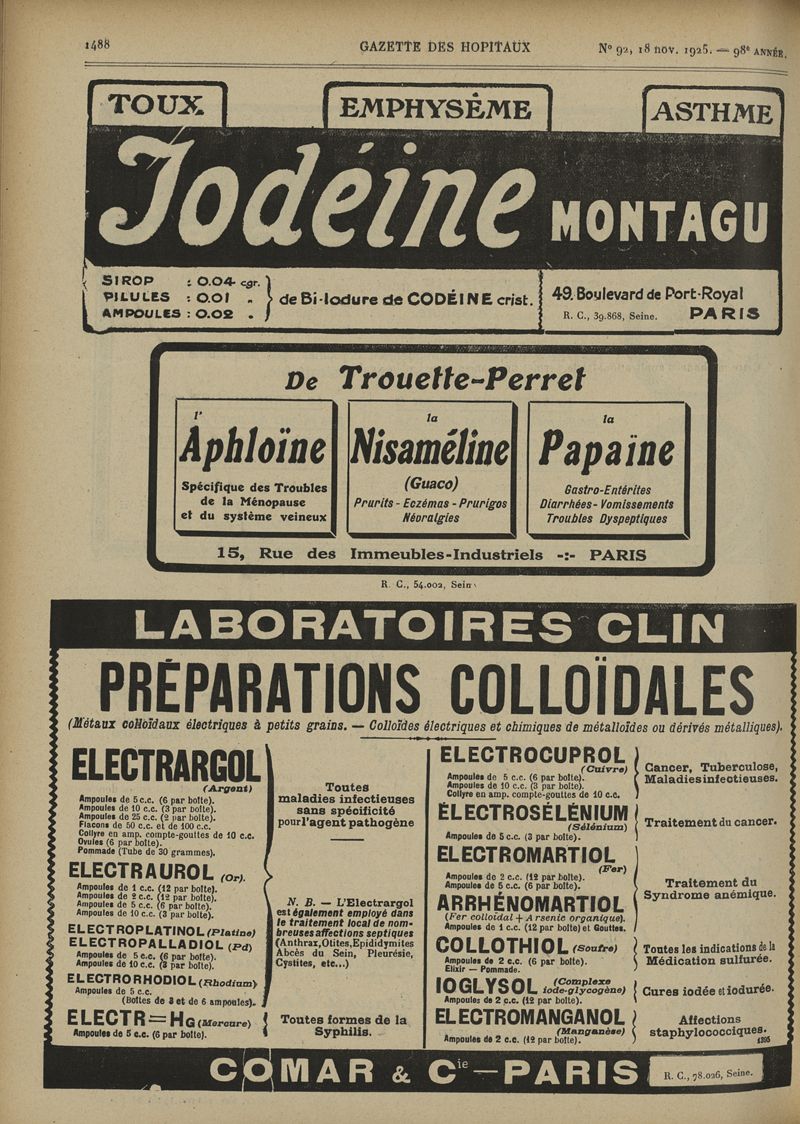 1488
GAZETTE DES HOPITAUX
N° 92, 18 nov. 1925. — 98e ANNÉE.
TOUX
EMPHYSÈME
ASTHME
Iodéine MONTAGU
SIROP : 0.04 cgr.
PILULES : 0.01 „
AMPOULES : 0.02 „
de Bi-Iodure de CODÉINE crist.
49, Boulevard de Port-Royal
R. C., 39.868, Seine. PARIS
De Trouette-Perret
l'
Aphloïne
Spécifique des Troubles
de la Ménopause
et du système veineux
la
Nisaméline
(Guaco)
Prurits - Eczémas - Prurigos
Névralgies
la
Papaïne
Gastro-Entérites
Diarrhées - Vomissements
Troubles Dyspeptiques
15, Rue des Immeubles-Industriels -:- PARIS
R. C., 54.002, Sein
LABORATOIRES CLIN
PRÉPARATIONS COLLOÏDALES
(Métaux colloïdaux électriques à petits grains. — Colloïdes électriques et chimiques de métalloïdes ou dérivés métalliques).
ELECTRARGOL
(Argent)
Ampoules de 5 c.c. (6 par boîte).
Ampoules de 10 c.c. (3 par boîte).
Ampoules de 25 c.c. (2 par boîte).
Flacons de 50 c.c. et de 100 c.c.
Collyre en amp. compte-gouttes de 10 c.c.
Ovules (6 par boîte).
Pommade (Tube de 30 grammes).
ELECTRAUROL (Or).
Ampoules de 1 c.c. (12 par boîte).
Ampoules de 2 c.c. (12 par boîte).
Ampoules de 5 c.c. (6 par boîte).
Ampoules de 10 c.c. (3 par boîte).
ELECTROPLATINOL (Platine)
ELECTROPALLADIOL (Pd)
Ampoules de 5 c.c. (6 par boîte).
Ampoules de 10 c.c. (3 par boîte).
ELECTRORHODIOL (Rhodium)
Ampoules de 5 c.c.
(Boîtes de 3 et de 6 ampoules).
Toutes
maladies infectieuses
sans spécificité
pour l'agent pathogène
N. B. — L'Electrargol
est également employé dans
le traitement local de nom-
breuses affections septiques
(Anthrax, Otites, Epididymites
Abcès du Sein, Pleurésie,
Cystites, etc...)
ELECTR=Hg (Mercure)
Ampoules de 5 c.c. (6 par boîte).
Toutes formes de la
Syphilis.
ELECTROCUPROL
(Cuivre)
Ampoules de 5 c.c. (6 par boîte).
Ampoules de 10 c.c. (3 par boîte).
Collyre en amp. compte-gouttes de 10 c.c.
Cancer, Tuberculose,
Maladies infectieuses.
ÉLECTROSÉLÉNIUM
(Sélénium)
Ampoules de 5 c.c. (3 par boîte).
Traitement du cancer.
ELECTROMARTIOL
(Fer)
Ampoules de 2 c.c. (12 par boîte).
Ampoules de 5 c.c. (6 par boîte).
ARRHÉNOMARTIOL
(Fer colloïdal + Arsenic organique).
Ampoules de 1 c.c. (12 par boîte) et Gouttes.
Traitement du
Syndrome anémique.
COLLOTHIOL (Soufre)
Ampoules de 2 c.c. (6 par boîte).
Elixir — Pommade.
Toutes les indications de la
Médication sulfurée.
IOGLYSOL (Complexe
iodo-glycogène)
Ampoules de 2 c.c. (12 par boîte).
Cures iodée et iodurée.
ELECTROMANGANOL
(Manganèse)
Ampoules de 2 c.c. (12 par boîte).
Affections
staphylococciques.
1395
COMAR & Cie — PARIS
R. C., 78.026, Seine.